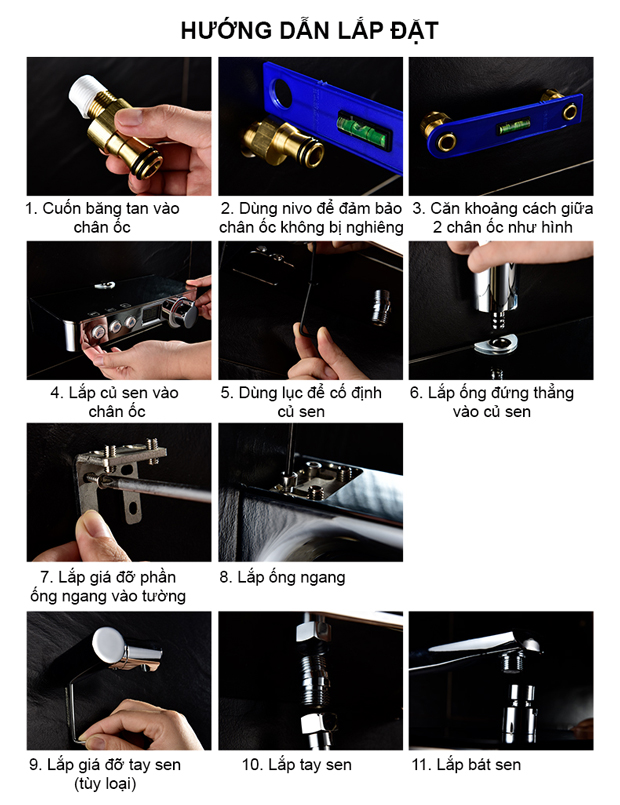 HƯỚNG DẪN LẮP ĐẶT
1. Cuốn băng tan vào
chân ốc
2. Dùng nivo để đảm bảo
chân ốc không bị nghiêng
3. Căn khoảng cách giữa
2 chân ốc như hình
4. Lắp củ sen vào
chân ốc
5. Dùng lục để cố định
củ sen
6. Lắp ống đứng thẳng
vào củ sen
7. Lắp giá đỡ phần
ống ngang vào tường
8. Lắp ống ngang
9. Lắp giá đỡ tay sen
(tùy loại)
10. Lắp tay sen
11. Lắp bát sen